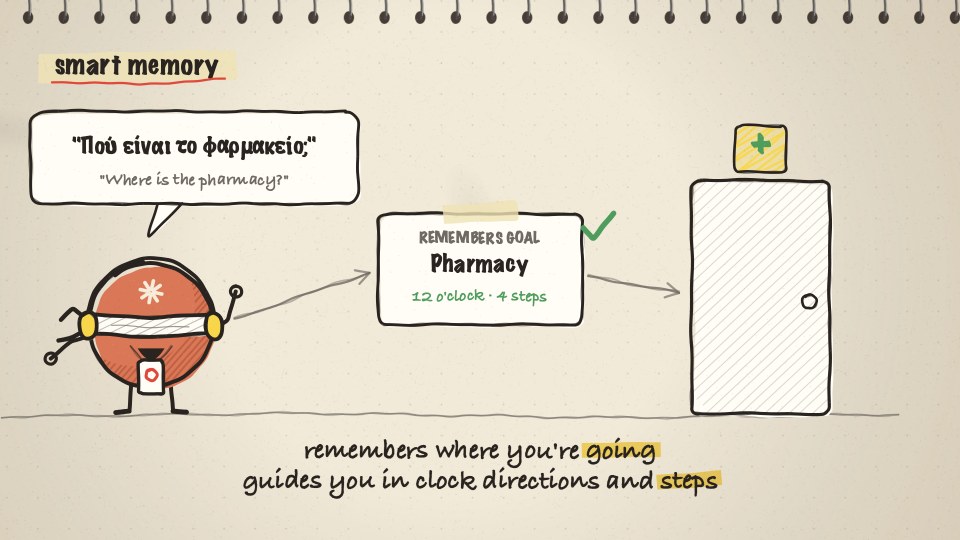 smart memory
"Πού είναι το φαρμακείο;"
"Where is the pharmacy?"
REMEMBERS GOAL
Pharmacy
12 o'clock · 4 steps
remembers where you're going
guides you in clock directions and steps